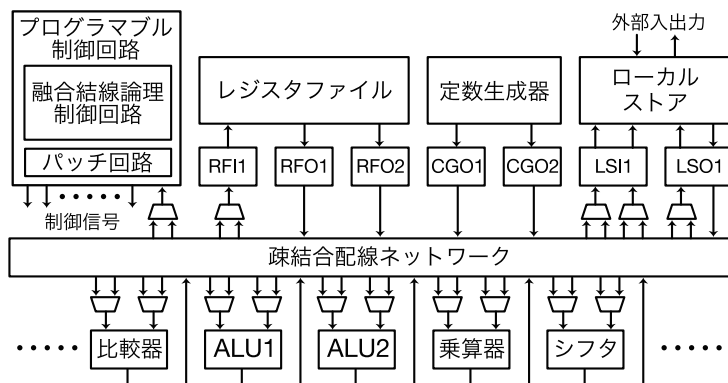 プログラマブル
制御回路
融合結線論理
制御回路
パッチ回路
制御信号
レジスタファイル
RFI1
RFO1
RFO2
定数生成器
CGO1
CGO2
外部入出力
ローカル
ストア
LSI1
LSO1
疎結合配線ネットワーク
比較器
ALU1
ALU2
乗算器
シフタ